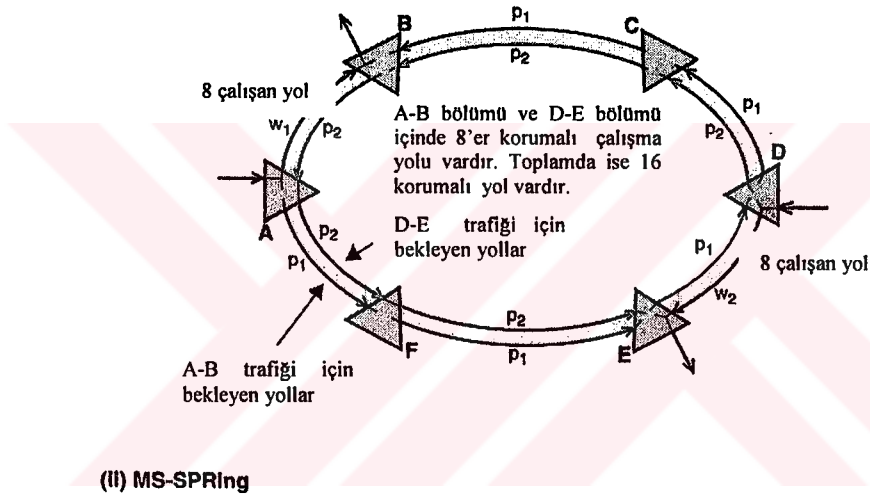 B
C
p1
p2
8 çalışan yol
w1
p2
p1
p2
D
A-B bölümü ve D-E bölümü
içinde 8'er korumalı çalışma
yolu vardır. Toplamda ise 16
korumalı yol vardır.
A
p2
p1
D-E trafiği için
bekleyen yollar
p1
w2
8 çalışan yol
F
p2
p1
E
A-B trafiği için
bekleyen yollar
(II) MS-SPRing